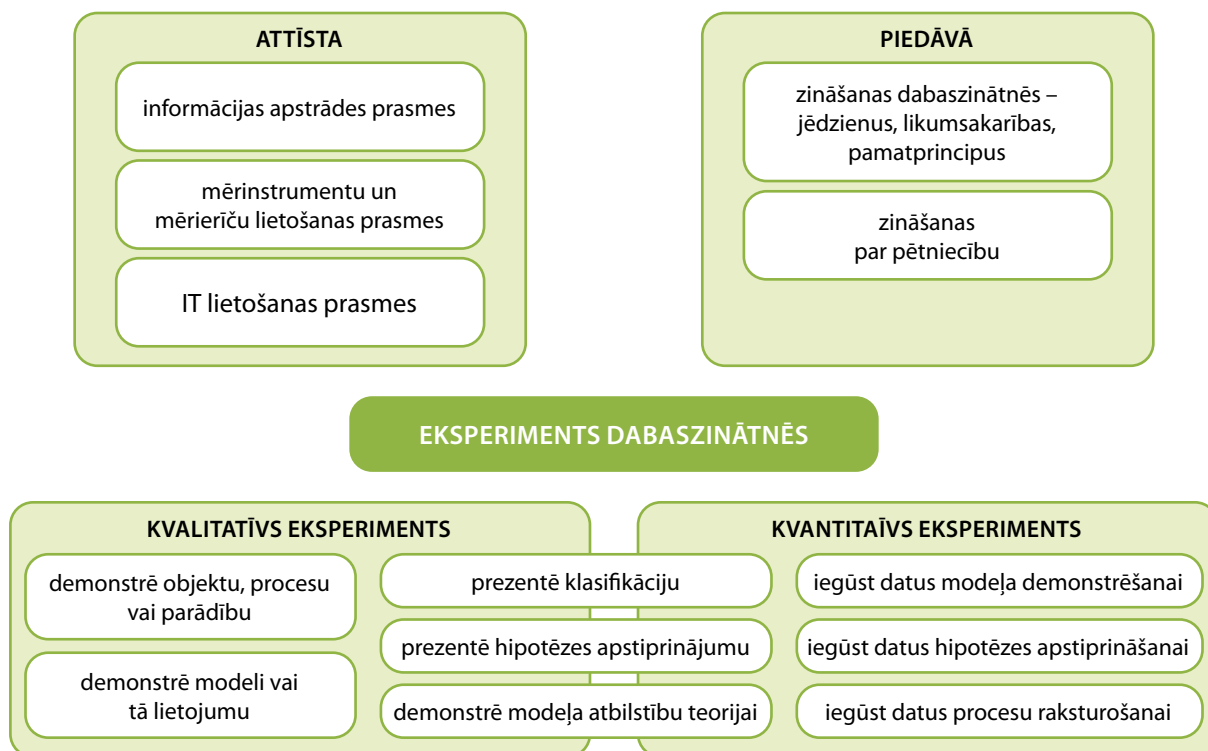 ATTĪSTA
informācijas apstrādes prasmes
mērinstrumentu un
mērierīču lietošanas prasmes
IT lietošanas prasmes
PIEDĀVĀ
zināšanas dabaszinātnēs –
jēdzienus, likumsakarības,
pamatprincipus
zināšanas
par pētniecību
EKSPERIMENTS DABASZINĀTNĒS
KVALITATĪVS EKSPERIMENTS
demonstrē objektu, procesu
vai parādību
demonstrē modeli vai
tā lietojumu
prezentē klasifikāciju
prezentē hipotēzes apstiprinājumu
demonstrē modeļa atbilstību teorijai
KVANTITAĪVS EKSPERIMENTS
iegūst datus modeļa demonstrēšanai
iegūst datus hipotēzes apstiprināšanai
iegūst datus procesu raksturošanai